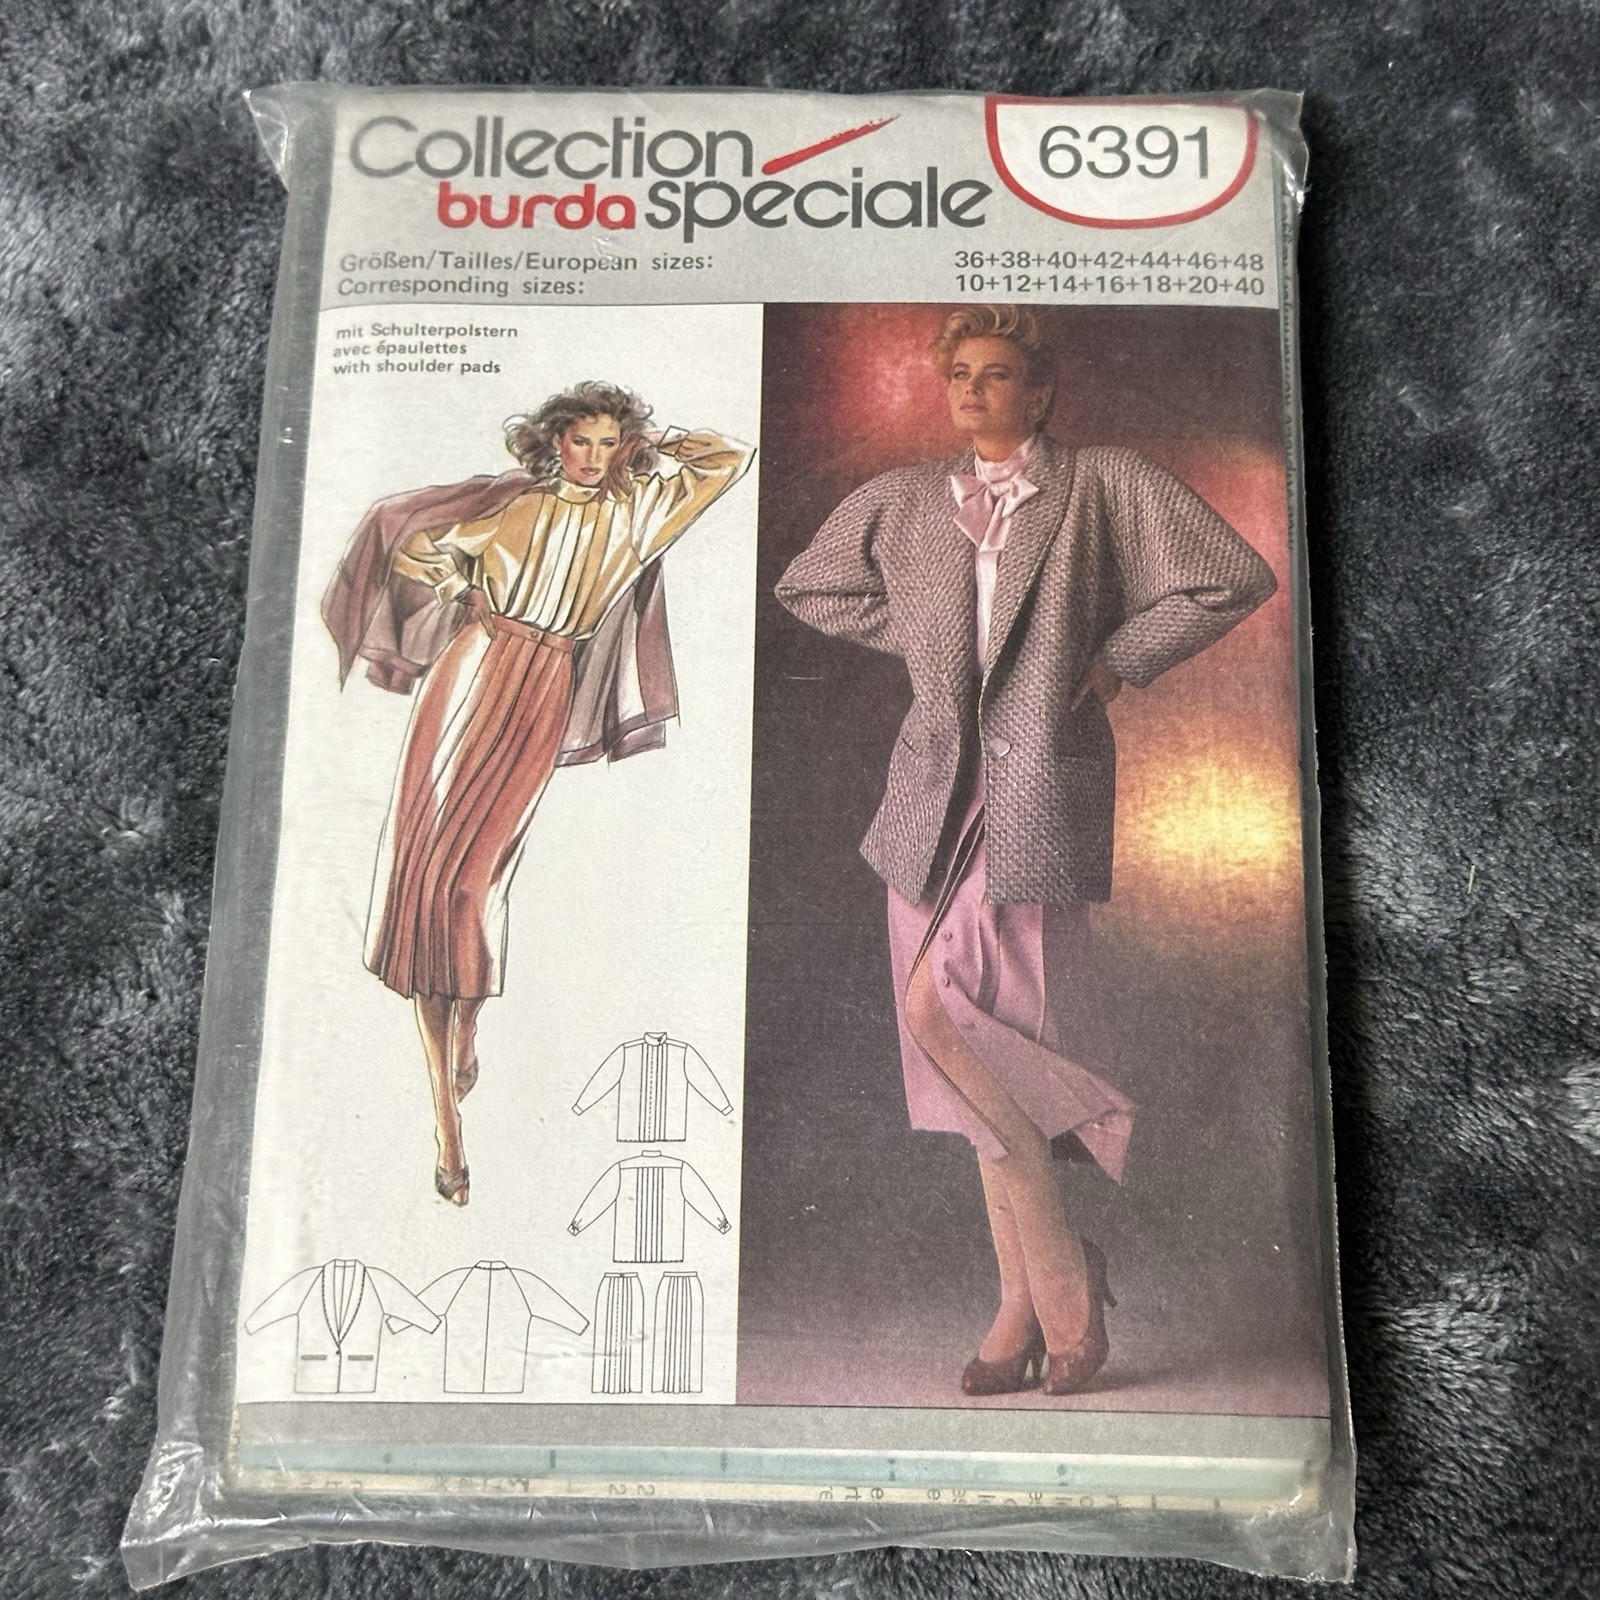 Collection
burda spéciale
6391
Größen/Tailles/European sizes: 36+38+40+42+44+46+48
Corresponding sizes: 10+12+14+16+18+20+40
mit Schulterpolstern
avec épaulettes
with shoulder pads